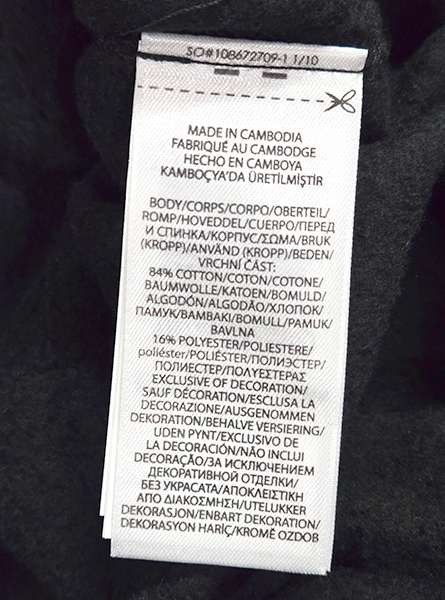 SO#108672709-1 1/10
MADE IN CAMBODIA
FABRIQUÉ AU CAMBODGE
HECHO EN CAMBOYA
KAMBOÇYA'DA ÜRETİLMİŞTİR
BODY/CORPS/CORPO/OBERTEIL/
ROMP/HOVEDDEL/CUERPO/ПЕРЕД
И СПИНКА/КОРПУС/ΣΩΜΑ/BRUK
(KROPP)/ANVÄND (KROPP)/BEDEN/
VRCHNÍ ČÁST:
84% COTTON/COTON/COTONE/
BAUMWOLLE/KATOEN/BOMULD/
ALGODÓN/ALGODÃO/ХЛОПОК/
ПАМУК/ΒΑΜΒΑΚΙ/BOMULL/PAMUK/
BAVLNA
16% POLYESTER/POLIESTERE/
poliéster/POLIÉSTER/ПОЛИЭСТЕР/
ПОЛИЕСТЕР/ΠΟΛΥΕΣΤΕΡΑΣ
EXCLUSIVE OF DECORATION/
SAUF DÉCORATION/ESCLUSA LA
DECORAZIONE/AUSGENOMMEN
DEKORATION/BEHALVE VERSIERING/
UDEN PYNT/EXCLUSIVO DE
LA DECORACIÓN/NÃO INCLUI
DECORAÇÃO/ЗА ИСКЛЮЧЕНИЕМ
ДЕКОРАТИВНОЙ ОТДЕЛКИ/
БЕЗ УКРАСАТА/ΑΠΟΚΛΕΙΣΤΙΚΗ
ΑΠΟ ΔΙΑΚΟΣΜΗΣΗ/UTELUKKER
DEKORASJON/ENBART DEKORATION/
DEKORASYON HARİÇ/KROMĚ OZDOB